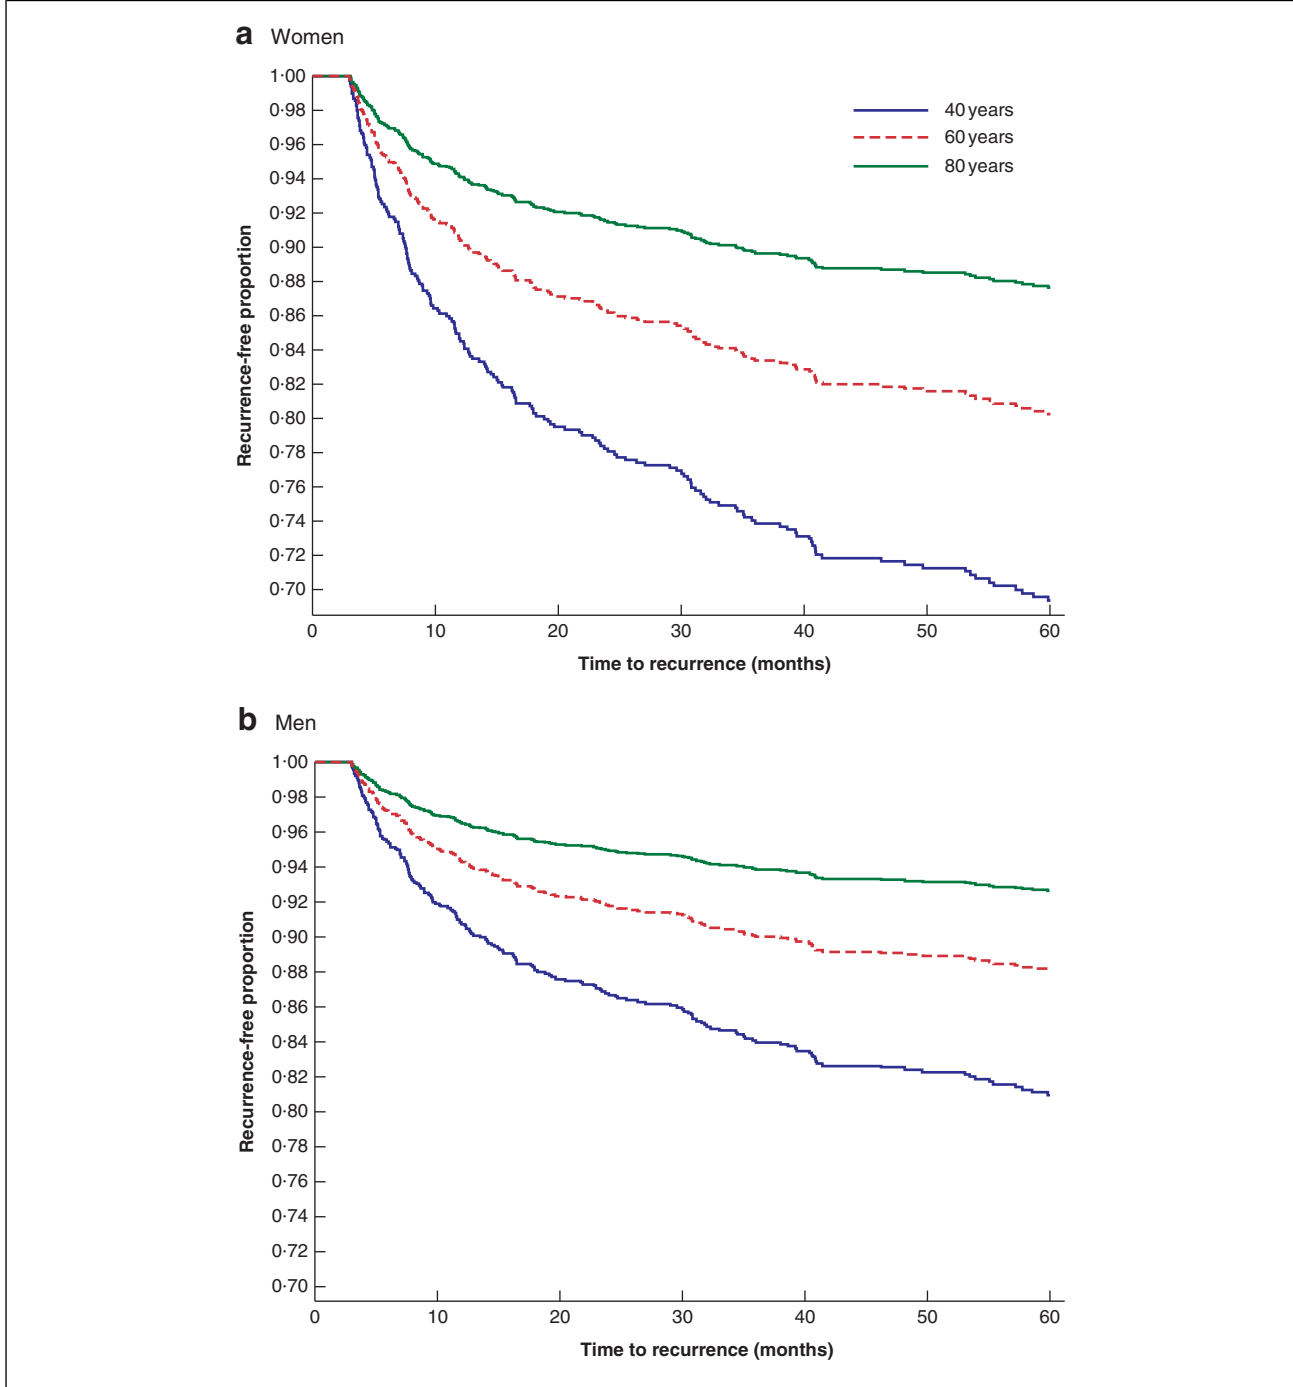 a Women
1·00
0·98
0·96
0·94
0·92
0·90
0·88
0·86
0·84
0·82
0·80
0·78
0·76
0·74
0·72
0·70
Recurrence-free proportion
40 years
60 years
80 years
0 10 20 30 40 50 60
Time to recurrence (months)
b Men
1·00
0·98
0·96
0·94
0·92
0·90
0·88
0·86
0·84
0·82
0·80
0·78
0·76
0·74
0·72
0·70
Recurrence-free proportion
0 10 20 30 40 50 60
Time to recurrence (months)